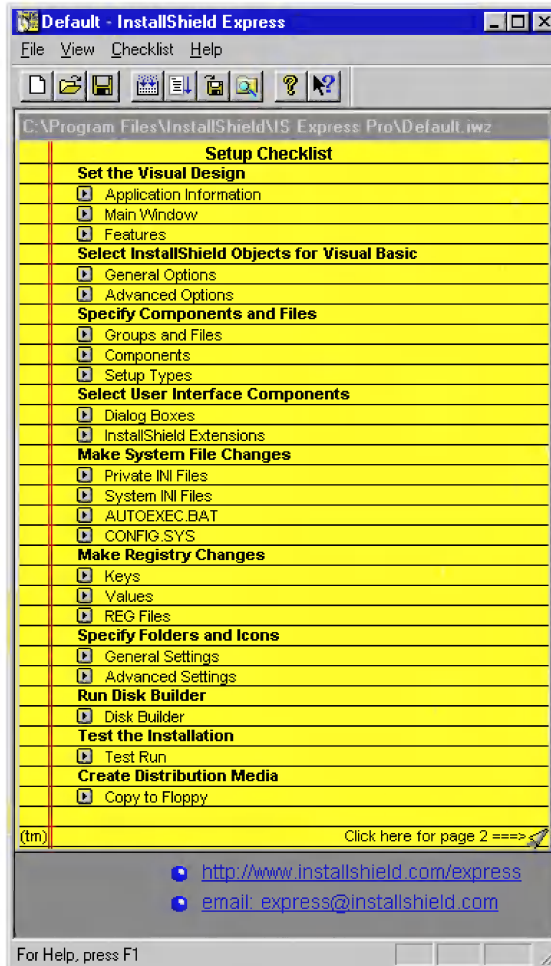 Default - InstallShield Express
File View Checklist Help
C:\Program Files\InstallShield\IS Express Pro\Default.iwz
Setup Checklist
Set the Visual Design
Application Information
Main Window
Features
Select InstallShield Objects for Visual Basic
General Options
Advanced Options
Specify Components and Files
Groups and Files
Components
Setup Types
Select User Interface Components
Dialog Boxes
InstallShield Extensions
Make System File Changes
Private INI Files
System INI Files
AUTOEXEC.BAT
CONFIG.SYS
Make Registry Changes
Keys
Values
REG Files
Specify Folders and Icons
General Settings
Advanced Settings
Run Disk Builder
Disk Builder
Test the Installation
Test Run
Create Distribution Media
Copy to Floppy
(tm) Click here for page 2 ===>
http://www.installshield.com/express
email: express@installshield.com
For Help, press F1